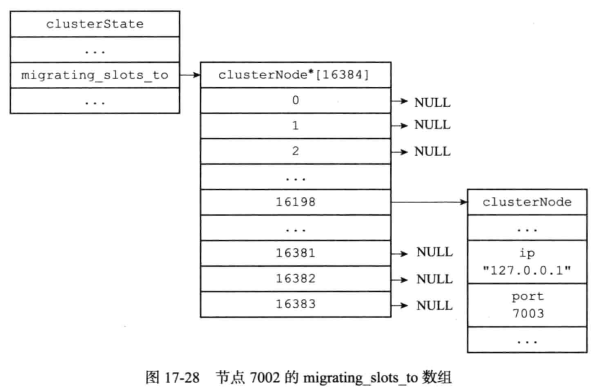 clusterState
...
migrating_slots_to
...
clusterNode*[16384]
0
NULL
1
NULL
2
NULL
...
16198
...
16381
NULL
16382
NULL
16383
NULL
clusterNode
...
ip
"127.0.0.1"
port
7003
...
图 17-28 节点 7002 的 migrating_slots_to 数组